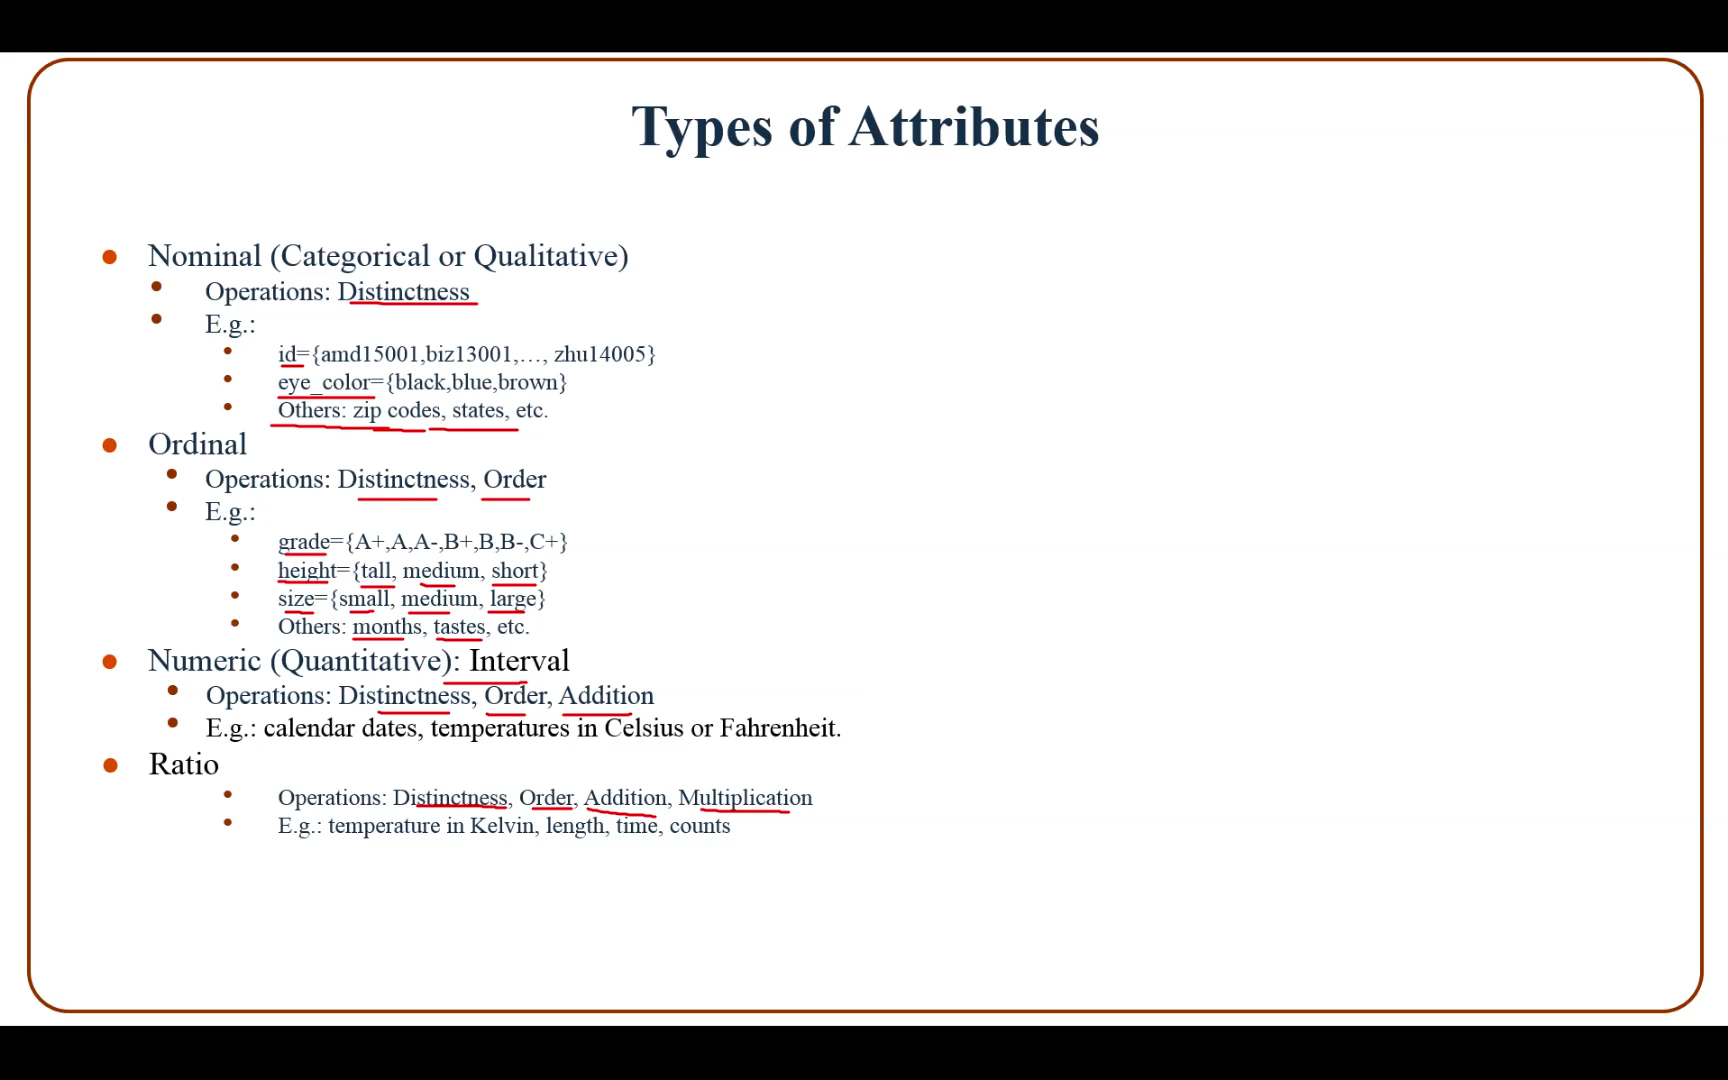 Types of Attributes
Nominal (Categorical or Qualitative)
Operations: Distinctness
E.g.:
id={amd15001,biz13001,…, zhu14005}
eye_color={black,blue,brown}
Others: zip codes, states, etc.
Ordinal
Operations: Distinctness, Order
E.g.:
grade={A+,A,A-,B+,B,B-,C+}
height={tall, medium, short}
size={small, medium, large}
Others: months, tastes, etc.
Numeric (Quantitative): Interval
Operations: Distinctness, Order, Addition
E.g.: calendar dates, temperatures in Celsius or Fahrenheit.
Ratio
Operations: Distinctness, Order, Addition, Multiplication
E.g.: temperature in Kelvin, length, time, counts